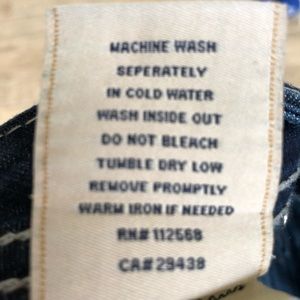 MACHINE WASH
SEPERATELY
IN COLD WATER
WASH INSIDE OUT
DO NOT BLEACH
TUMBLE DRY LOW
REMOVE PROMPTLY
WARM IRON IF NEEDED
RN# 112568
CA# 29438